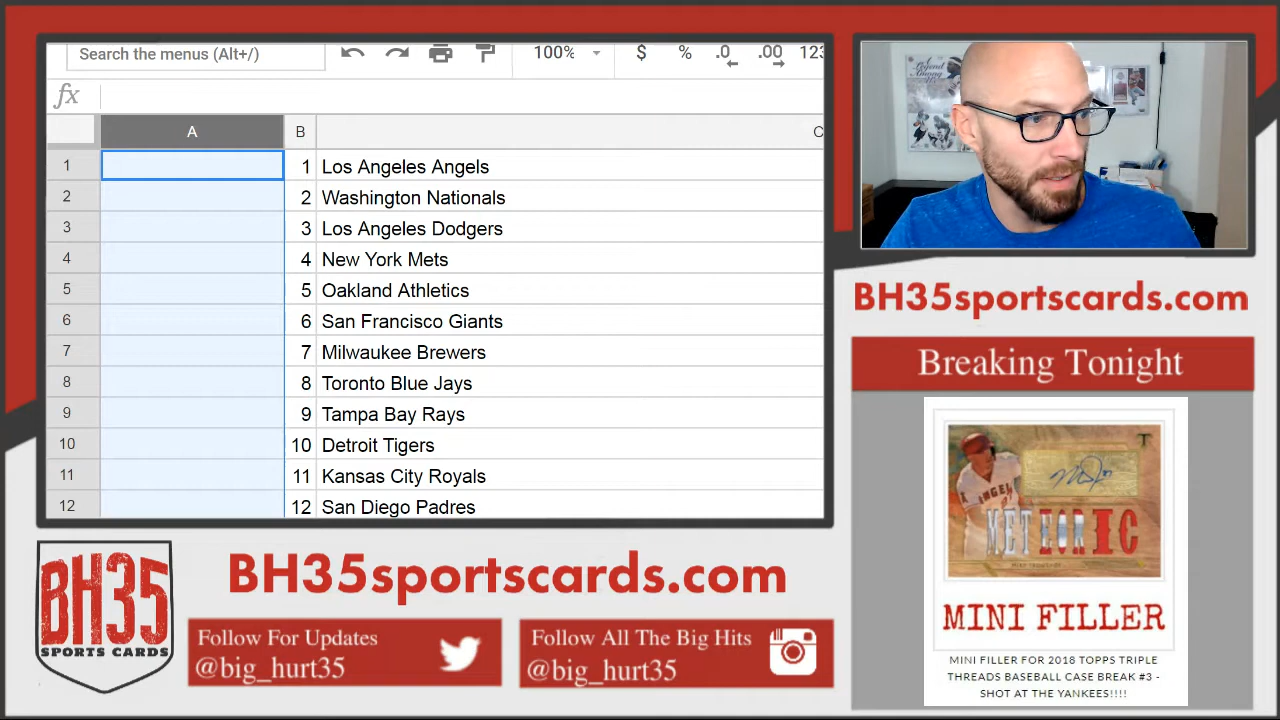 Search the menus (Alt+/)
100%
$
%
.0
.00
123
fx
A
B
C
1
1
Los Angeles Angels
2
2
Washington Nationals
3
3
Los Angeles Dodgers
4
4
New York Mets
5
5
Oakland Athletics
6
6
San Francisco Giants
7
7
Milwaukee Brewers
8
8
Toronto Blue Jays
9
9
Tampa Bay Rays
10
10
Detroit Tigers
11
11
Kansas City Royals
12
12
San Diego Padres
BH35sportscards.com
Breaking Tonight
T
ANGELS
METEORIC
MINI FILLER
MINI FILLER FOR 2018 TOPPS TRIPLE
THREADS BASEBALL CASE BREAK #3 -
SHOT AT THE YANKEES!!!!
BH35
SPORTS CARDS
BH35sportscards.com
Follow For Updates
@big_hurt35
Follow All The Big Hits
@big_hurt35